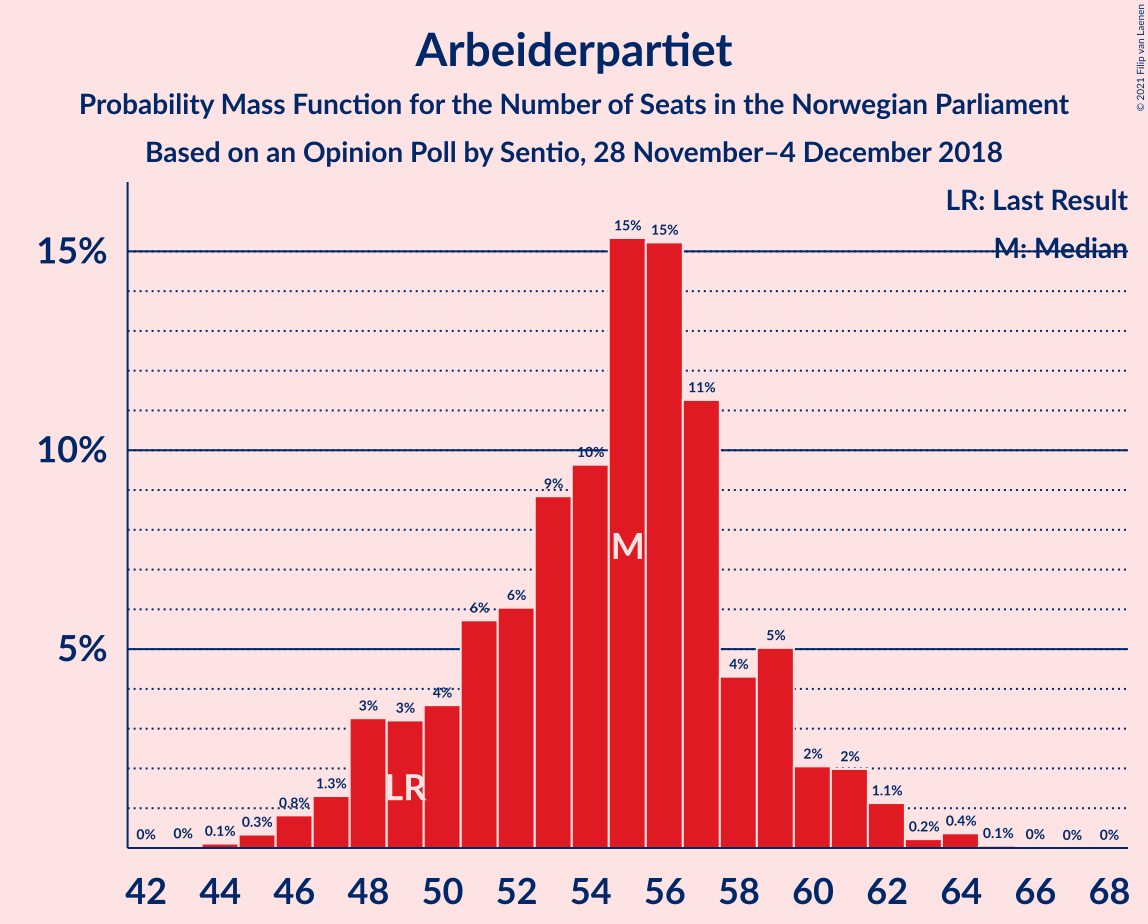 Arbeiderpartiet
Probability Mass Function for the Number of Seats in the Norwegian Parliament
Based on an Opinion Poll by Sentio, 28 November–4 December 2018
© 2021 Filip van Laenen
LR: Last Result
M: Median
15%
10%
5%
0% 0% 0.1% 0.3% 0.8% 1.3% 3% 3% 4% 6% 6% 9% 10% 15% 15% 11% 4% 5% 2% 2% 1.1% 0.2% 0.4% 0.1% 0% 0% 0%
LR
M
42 44 46 48 50 52 54 56 58 60 62 64 66 68